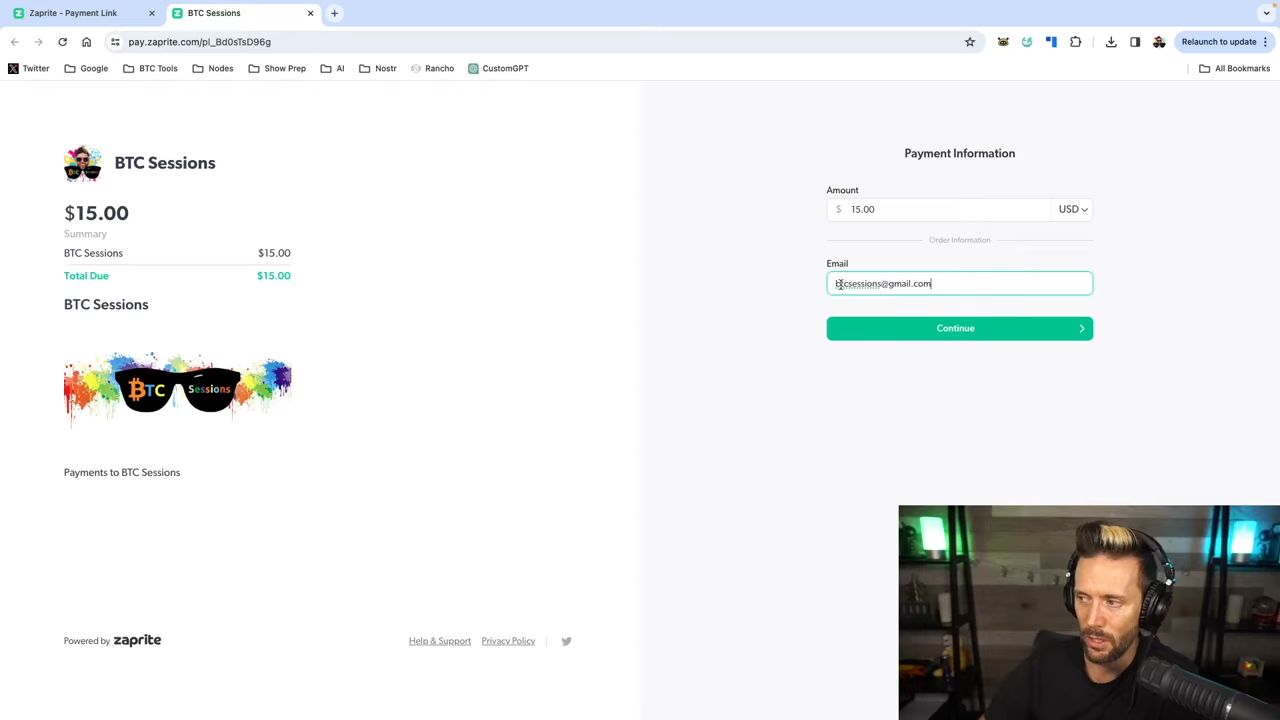 Zaprite - Payment Link
BTC Sessions
pay.zaprite.com/pl_Bd0sTsD96g
Relaunch to update
Twitter
Google
BTC Tools
Nodes
Show Prep
AI
Nostr
Rancho
CustomGPT
All Bookmarks
BTC Sessions
$15.00
Summary
BTC Sessions $15.00
Total Due $15.00
BTC Sessions
BTC Sessions
Payments to BTC Sessions
Powered by zaprite
Help & Support
Privacy Policy
Payment Information
Amount
$ 15.00 USD
Order Information
Email
btcsessions@gmail.com
Continue